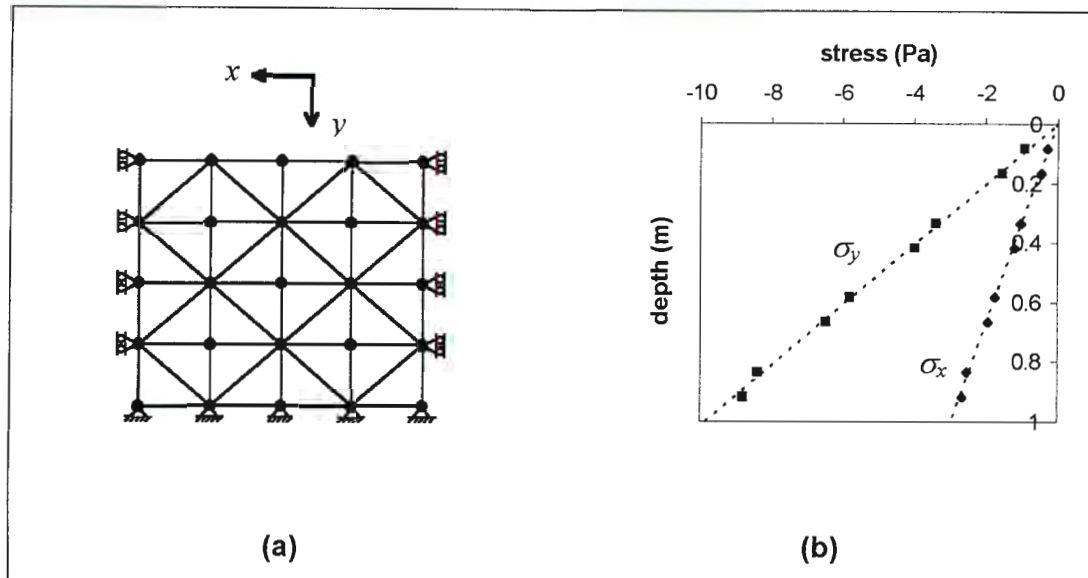 x
y
(a)
stress (Pa)
-10 -8 -6 -4 -2 0
0
0.2
0.4
0.6
0.8
1
depth (m)
σy
σx
(b)